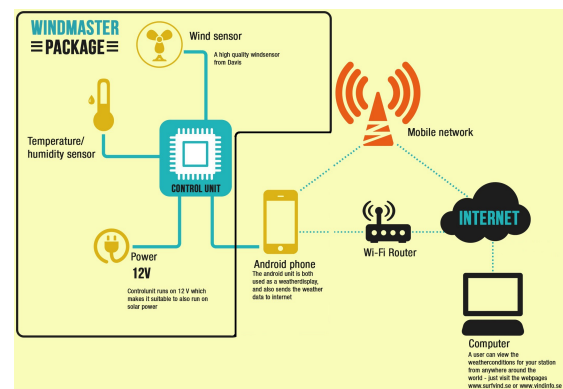 WINDMASTER
PACKAGE
Wind sensor
A high quality windsensor
from Davis
Temperature/
humidity sensor
CONTROL UNIT
Power
12V
Controlunit runs on 12 V which
makes it suitable to also run on
solar power
Android phone
The android unit is both
used as a weatherdisplay,
and also sends the weather
data to internet
Mobile network
Wi-Fi Router
INTERNET
Computer
A user can view the
weatherconditions for your station
from anywhere around the
world - just visit the webpages
www.surfvind.se or www.vindinfo.se